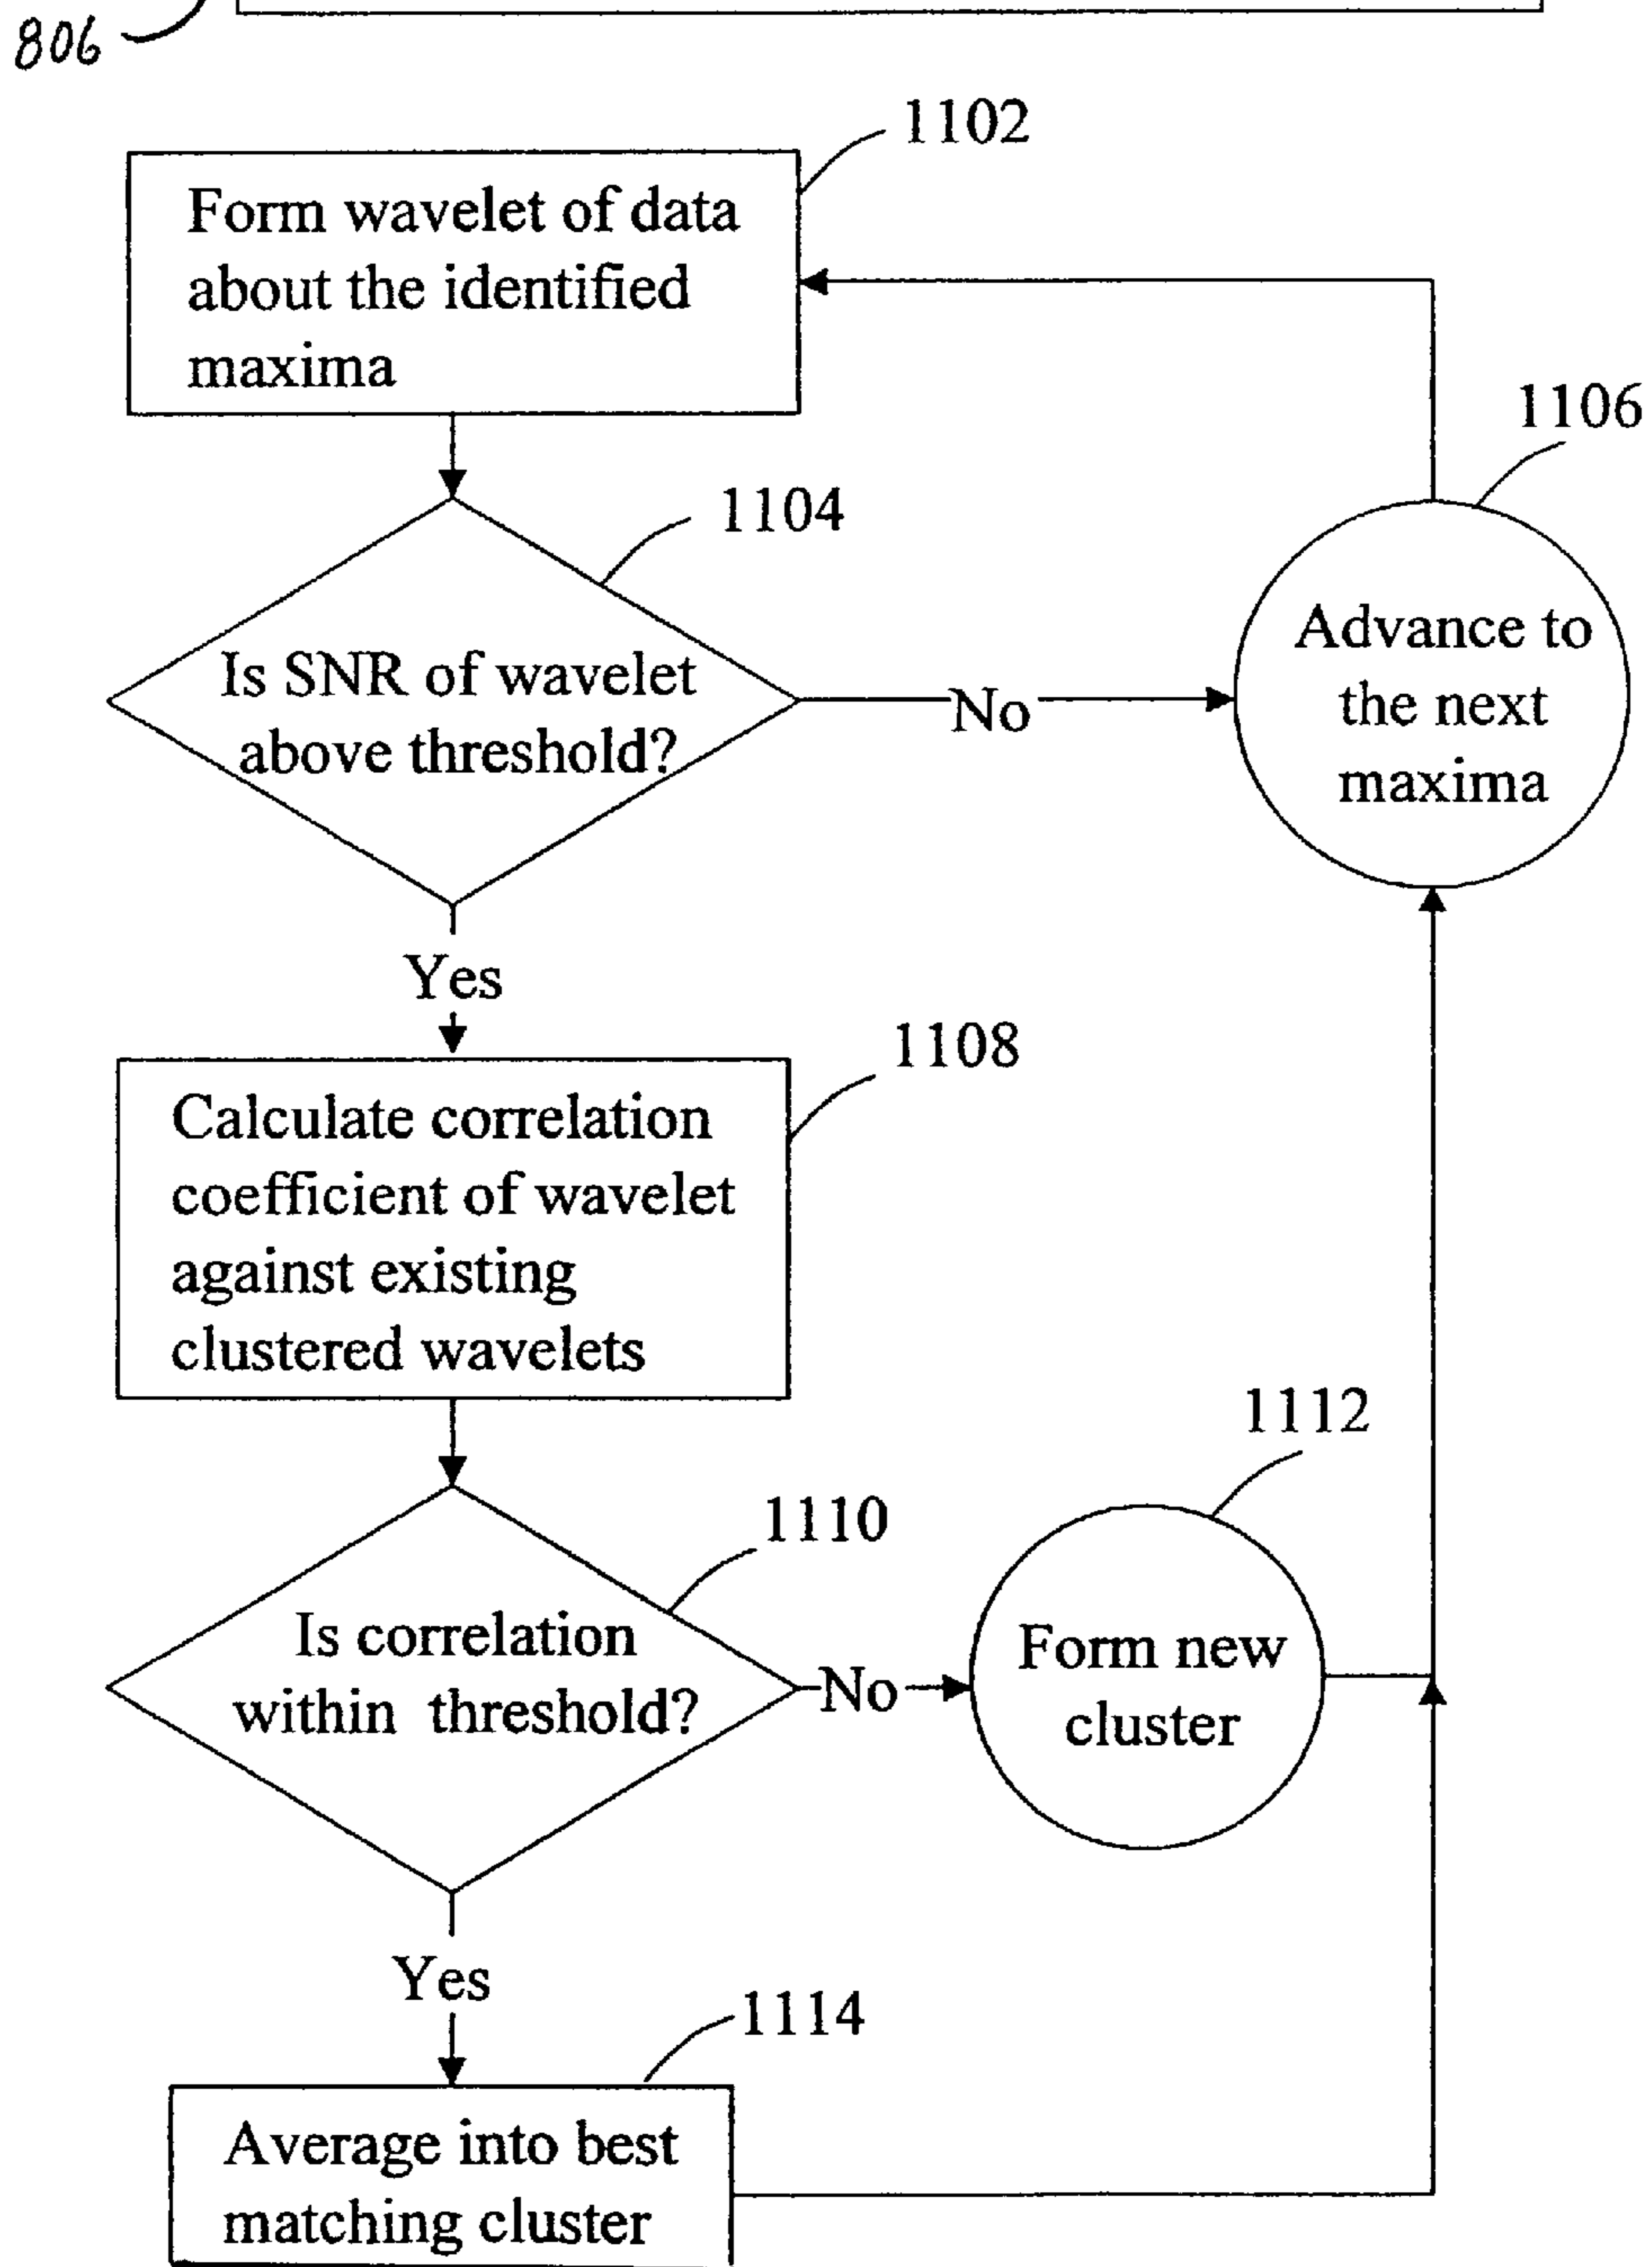 806
1102
Form wavelet of data
about the identified
maxima
1106
1104
Is SNR of wavelet
above threshold?
No
Advance to
the next
maxima
Yes
1108
Calculate correlation
coefficient of wavelet
against existing
clustered wavelets
1112
1110
Is correlation
within threshold?
No
Form new
cluster
Yes
1114
Average into best
matching cluster